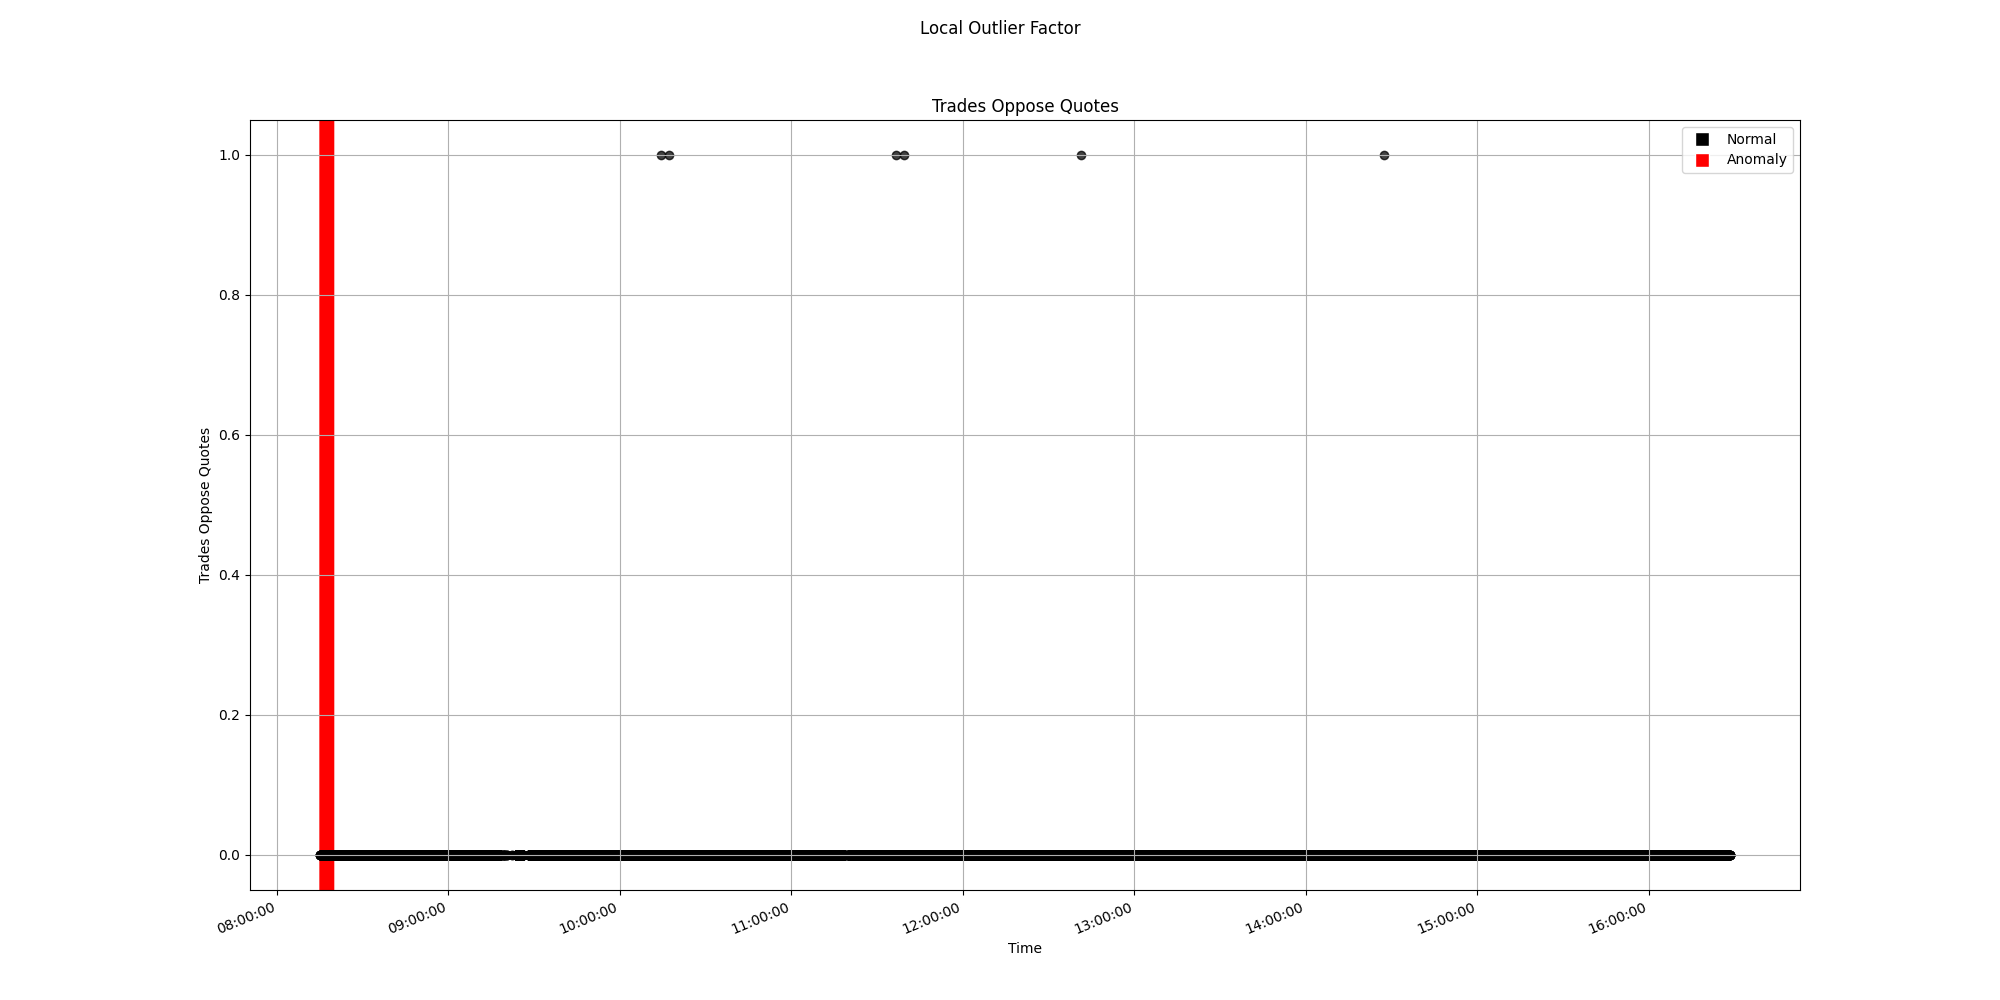 Local Outlier Factor
Trades Oppose Quotes
Normal
Anomaly
Trades Oppose Quotes
1.0
0.8
0.6
0.4
0.2
0.0
08:00:00
09:00:00
10:00:00
11:00:00
12:00:00
13:00:00
14:00:00
15:00:00
16:00:00
Time